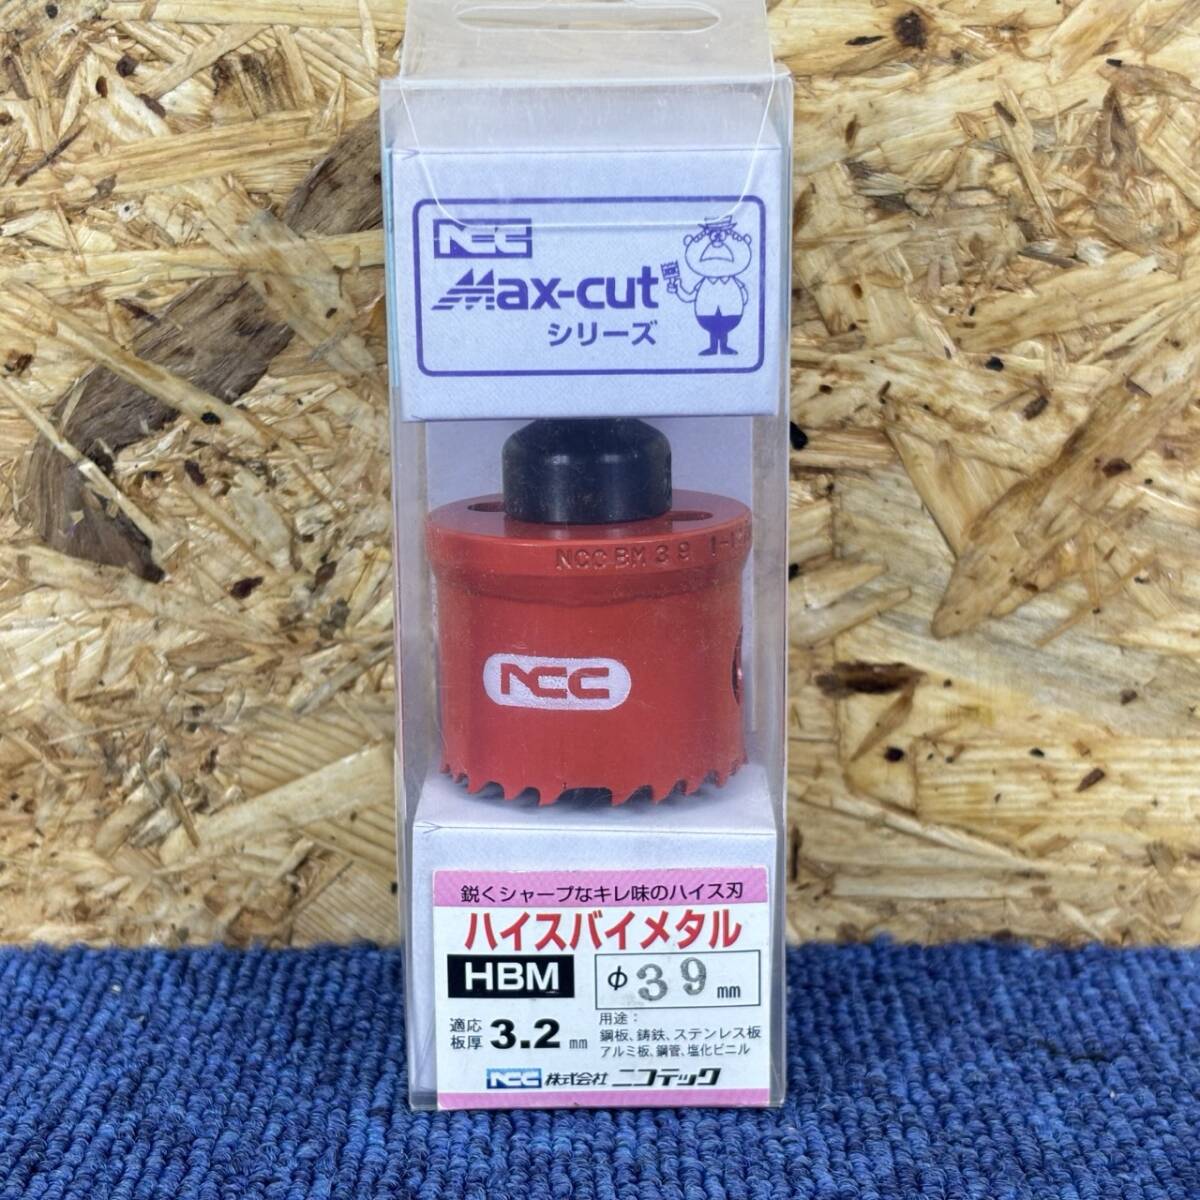 NCC
Max-cut
シリーズ
NCC BM 39
NCC
鋭くシャープなキレ味のハイス刃
ハイスバイメタル
HBM
φ39mm
適応板厚 3.2mm
用途：
鋼板、鋳鉄、ステンレス板
アルミ板、鋼管、塩化ビニル
NCC 株式会社 ニコテック